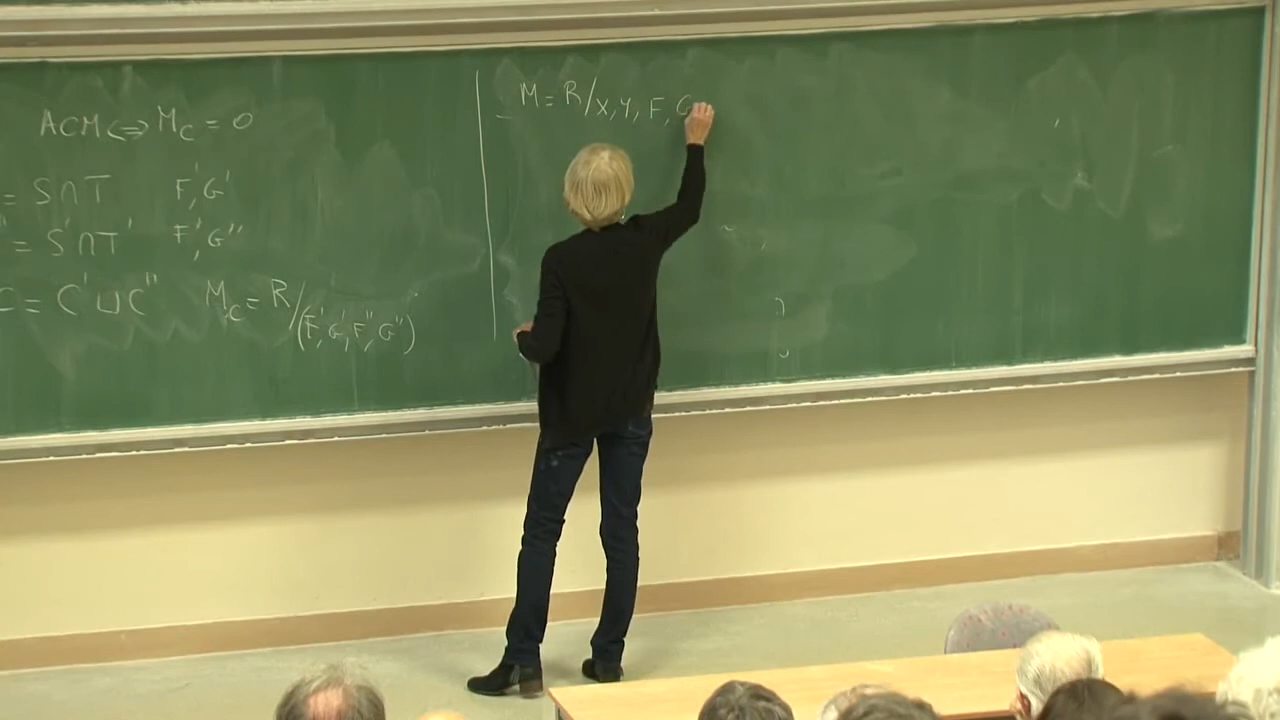 ACM <=> M_C = 0
= S∩T F', G'
" = S'∩T' F", G"
C = C' ⊔ C" M_C = R/(F', G', F", G")
M = R/X, Y, F, G